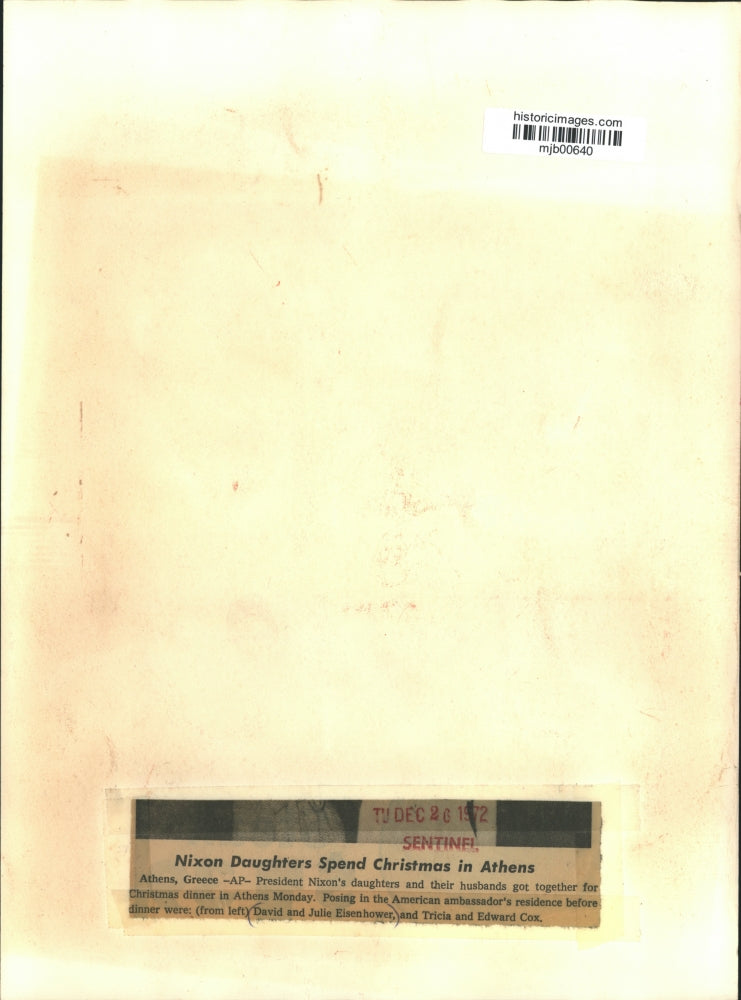 historicimages.com
mjb00640
TU DEC 26 1972
SENTINEL
Nixon Daughters Spend Christmas in Athens
Athens, Greece –AP– President Nixon's daughters and their husbands got together for
Christmas dinner in Athens Monday. Posing in the American ambassador's residence before
dinner were: (from left) David and Julie Eisenhower, and Tricia and Edward Cox.